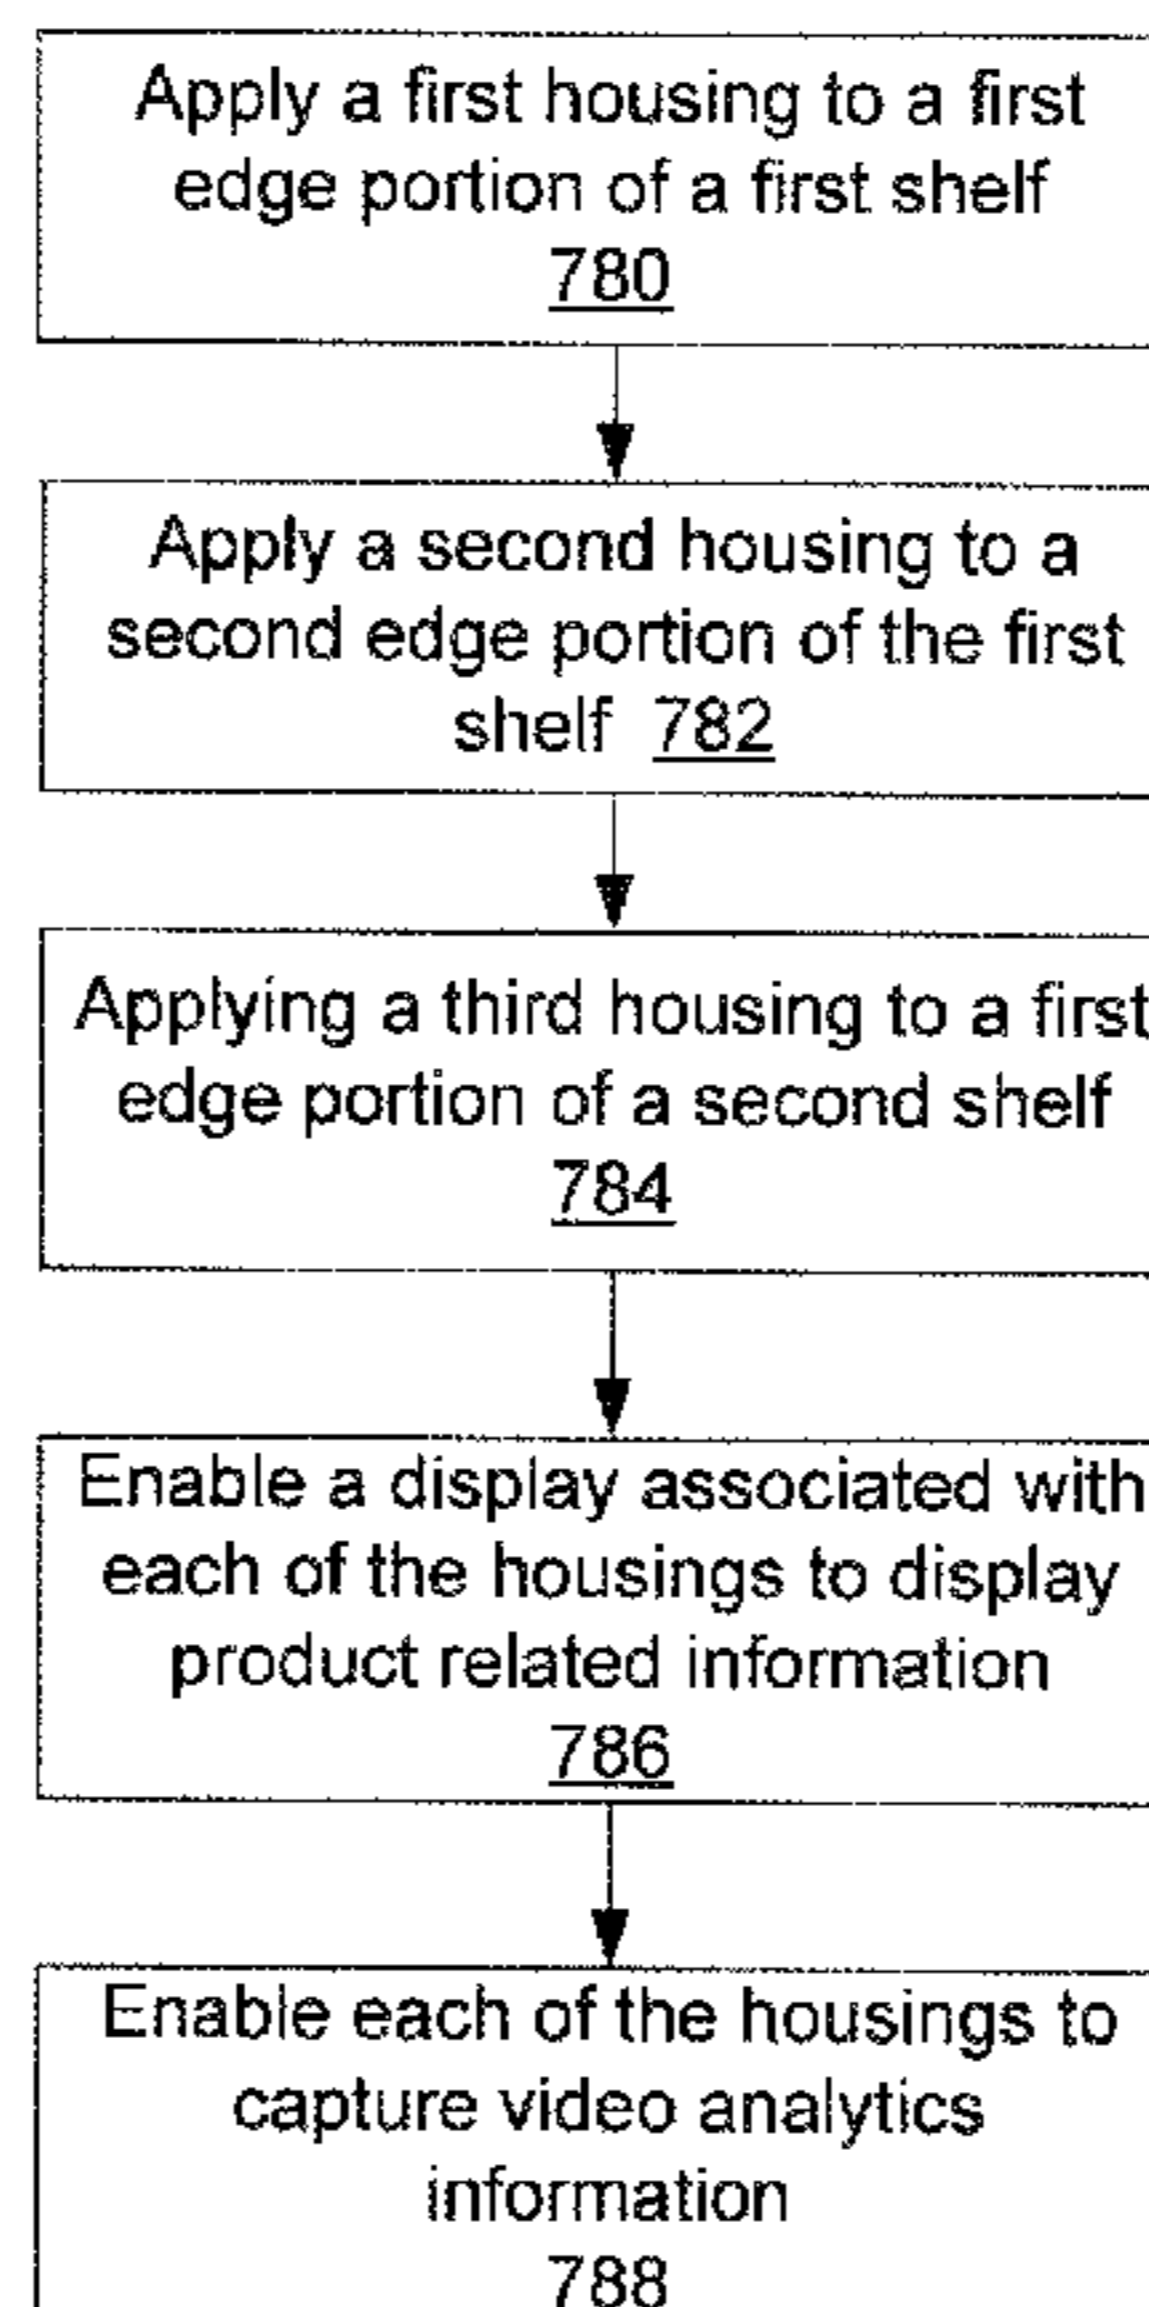 Apply a first housing to a first
edge portion of a first shelf
780
Apply a second housing to a
second edge portion of the first
shelf 782
Applying a third housing to a first
edge portion of a second shelf
784
Enable a display associated with
each of the housings to display
product related information
786
Enable each of the housings to
capture video analytics
information
788